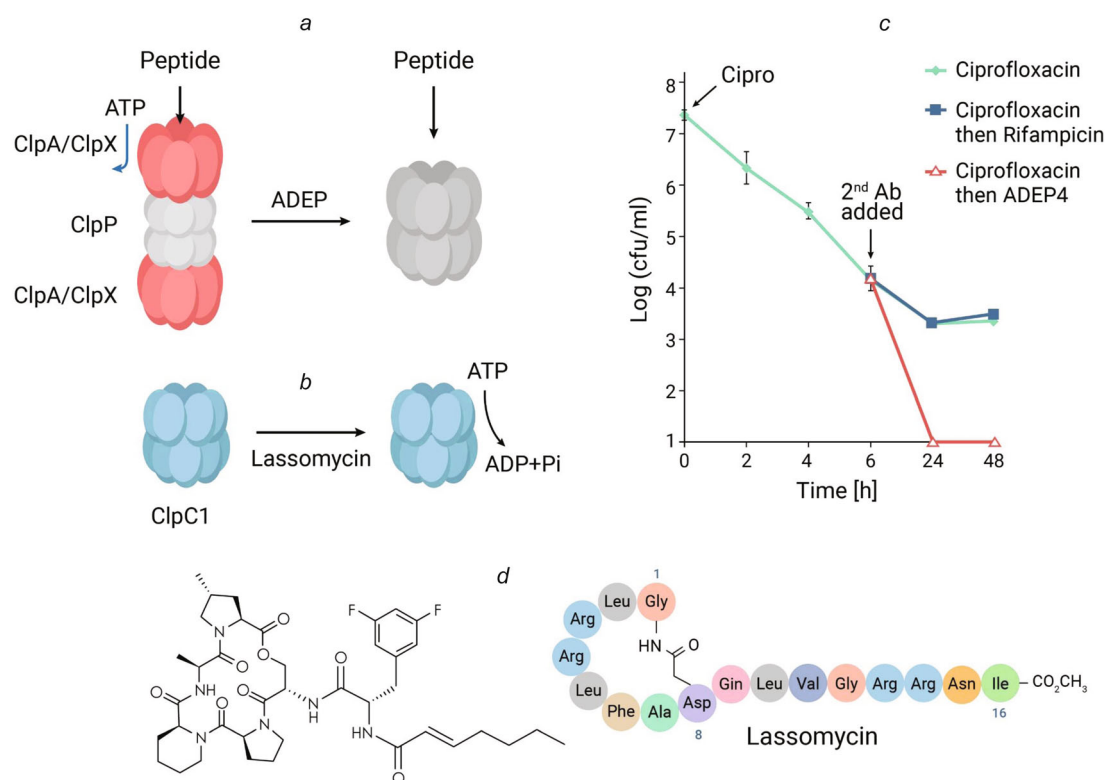 a
Peptide
Peptide
ATP
ClpA/ClpX
ClpP
ClpA/ClpX
ADEP
b
Lassomycin
ATP
ADP+Pi
ClpC1
c
Ciprofloxacin
Ciprofloxacin
then Rifampicin
Ciprofloxacin
then ADEP4
Cipro
2nd Ab
added
Log (cfu/ml)
8
7
6
5
4
3
2
1
0 2 4 6 24 48
Time [h]
d
F F
O
N
O
O
O
NH
O
O
N
O
N
N
H
O
N
H
O
1
Gly
Leu
Arg
Arg
Leu
Phe
Ala
Asp
8
HN O
Gin Leu Val Gly Arg Arg Asn Ile CO2CH3
16
Lassomycin